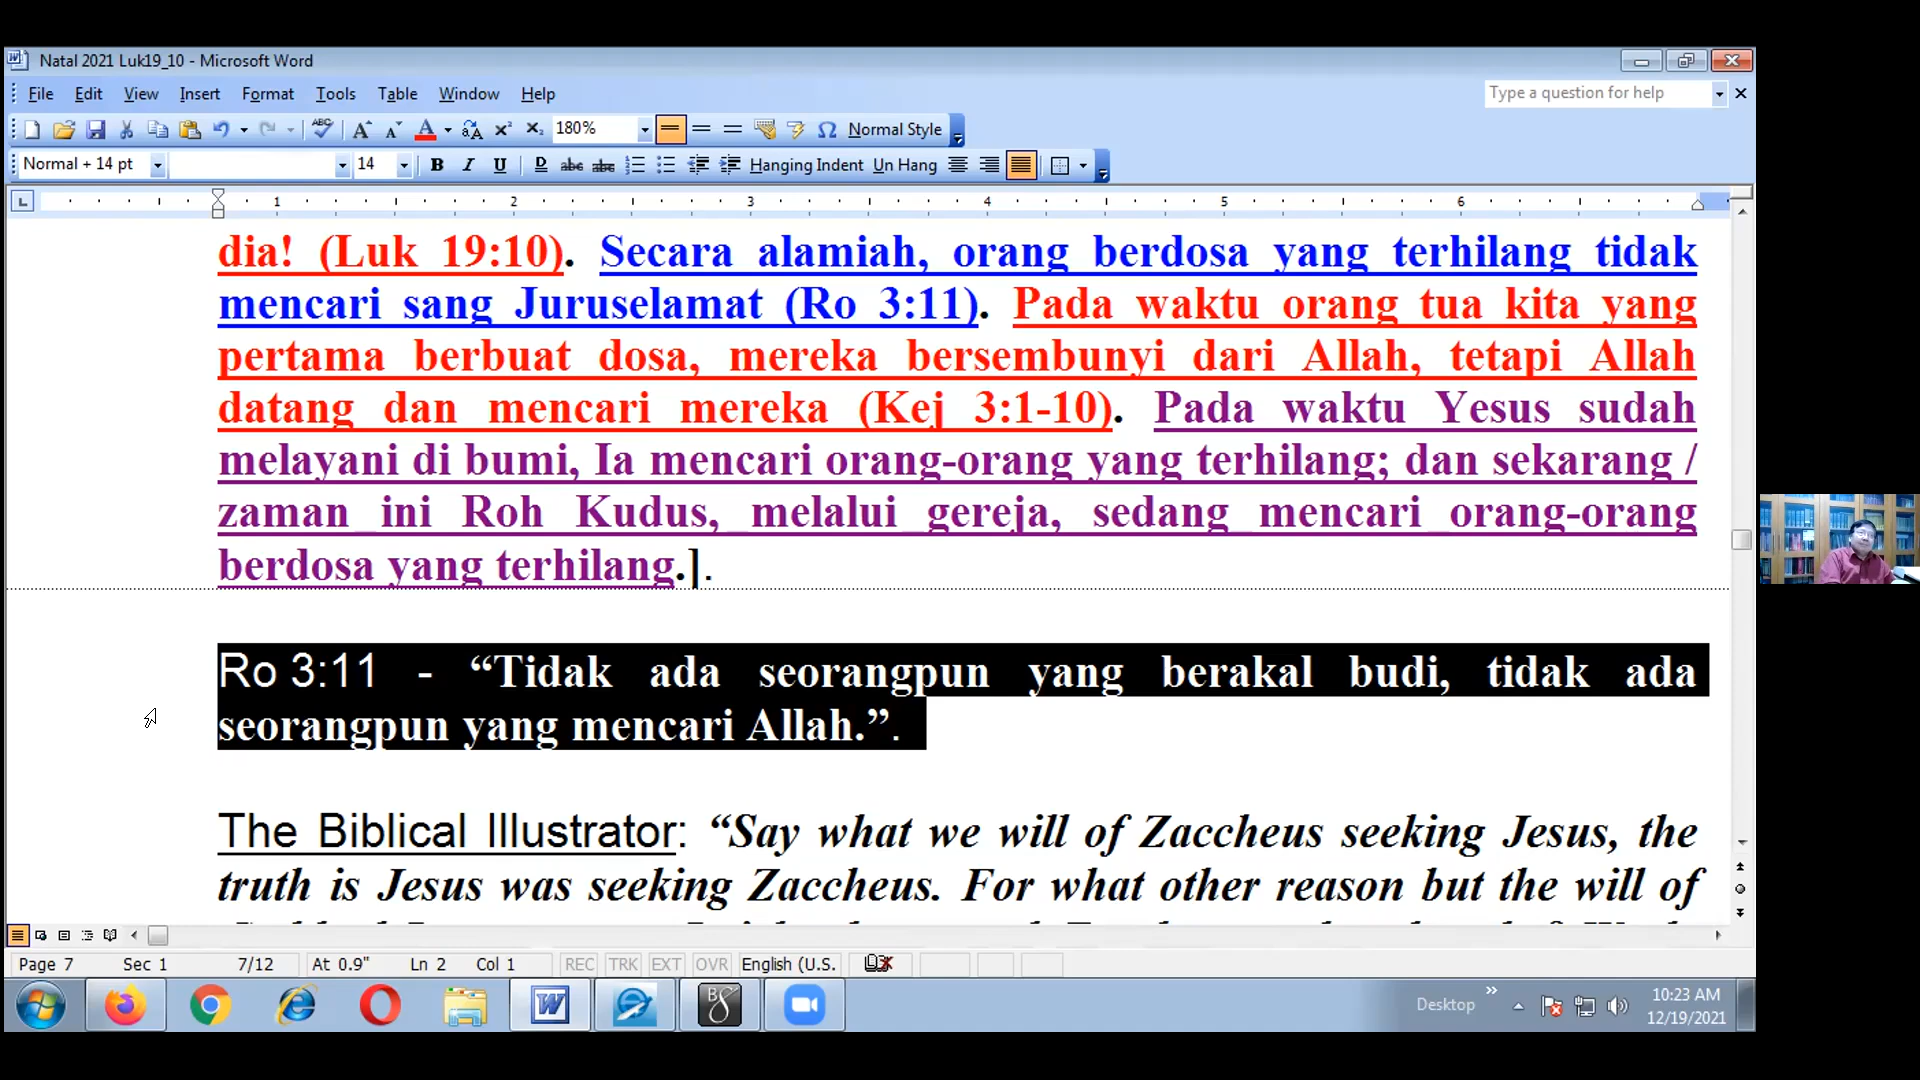 Natal 2021 Luk19_10 - Microsoft Word
File Edit View Insert Format Tools Table Window Help
Type a question for help
180%
Normal Style
Normal + 14 pt
14
B I U
Hanging Indent Un Hang
1 2 3 4 5 6
dia! (Luk 19:10). Secara alamiah, orang berdosa yang terhilang tidak
mencari sang Juruselamat (Ro 3:11). Pada waktu orang tua kita yang
pertama berbuat dosa, mereka bersembunyi dari Allah, tetapi Allah
datang dan mencari mereka (Kej 3:1-10). Pada waktu Yesus sudah
melayani di bumi, Ia mencari orang-orang yang terhilang; dan sekarang /
zaman ini Roh Kudus, melalui gereja, sedang mencari orang-orang
berdosa yang terhilang.].
Ro 3:11 - “Tidak ada seorangpun yang berakal budi, tidak ada
seorangpun yang mencari Allah.”.
The Biblical Illustrator: “Say what we will of Zaccheus seeking Jesus, the
truth is Jesus was seeking Zaccheus. For what other reason but the will of
Page 7 Sec 1 7/12 At 0.9" Ln 2 Col 1 REC TRK EXT OVR English (U.S.
Desktop
10:23 AM
12/19/2021